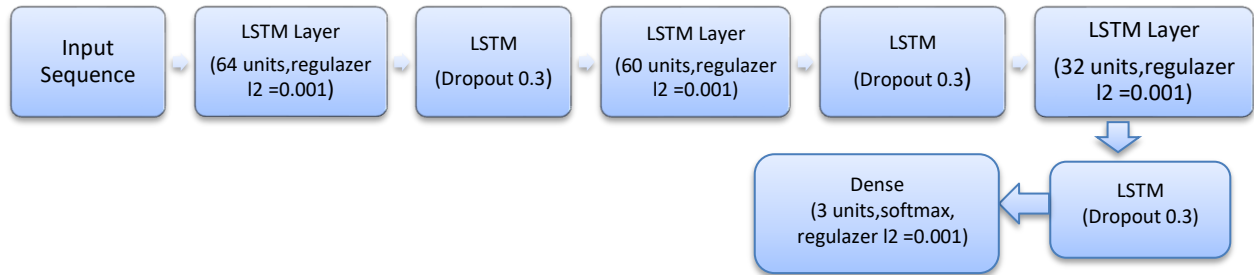 Input
Sequence
LSTM Layer
(64 units,regulazer
l2 =0.001)
LSTM
(Dropout 0.3)
LSTM Layer
(60 units,regulazer
l2 =0.001)
LSTM
(Dropout 0.3)
LSTM Layer
(32 units,regulazer
l2 =0.001)
LSTM
(Dropout 0.3)
Dense
(3 units,softmax,
regulazer l2 =0.001)